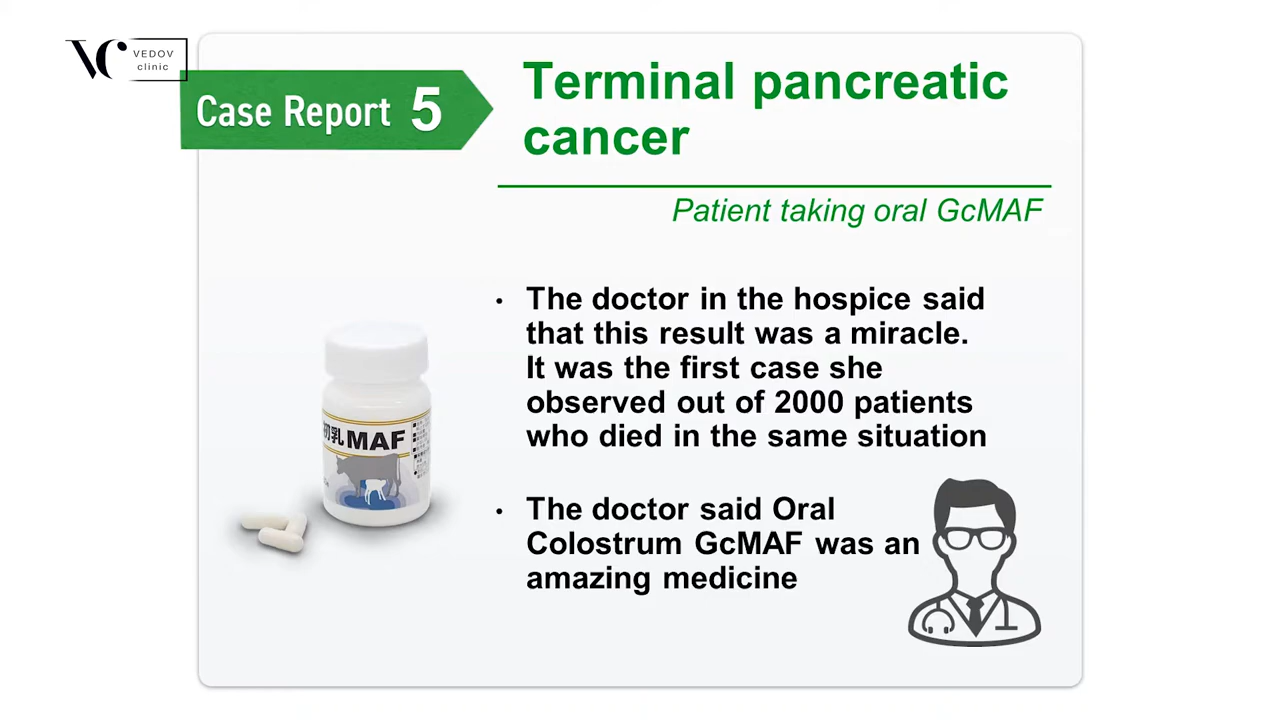 VC VEDOV
clinic
Case Report 5
Terminal pancreatic
cancer
Patient taking oral GcMAF
• The doctor in the hospice said
that this result was a miracle.
It was the first case she
observed out of 2000 patients
who died in the same situation
• The doctor said Oral
Colostrum GcMAF was an
amazing medicine
初乳MAF